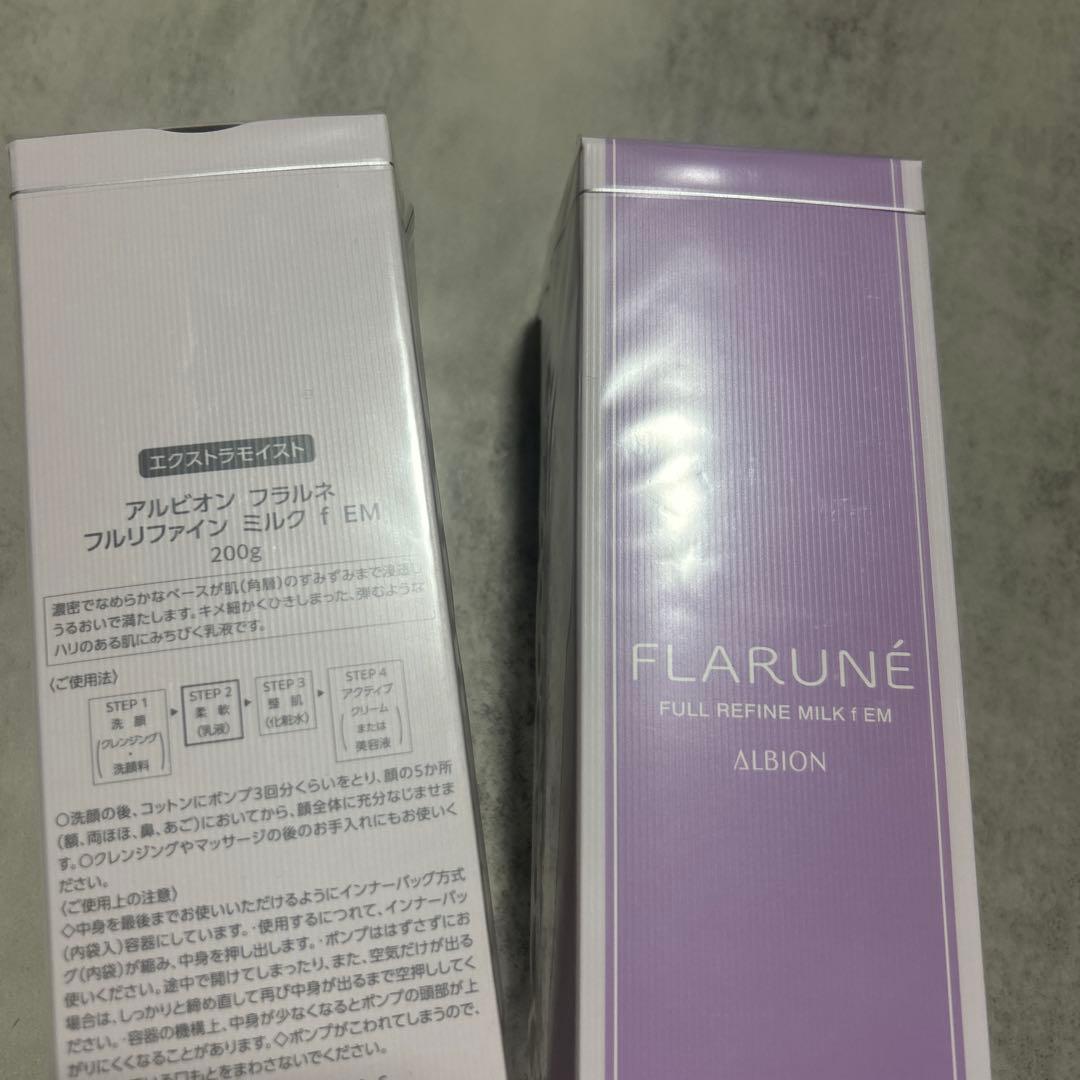 エクストラモイスト
アルビオン フラルネ
フルリファイン ミルク f EM
200g
濃密でなめらかなベースが肌(角層)のすみずみまで浸透し
うるおいで満たします。キメ細かくひきしまった、弾むような
ハリのある肌にみちびく乳液です。
〈ご使用法〉
STEP 1
洗 顔
(クレンジング
・
洗顔料)
▶
STEP 2
柔 軟
(乳液)
▶
STEP 3
整 肌
(化粧水)
▶
STEP 4
アクティブ
(クリーム
または
美容液)
○洗顔の後、コットンにポンプ3回分くらいをとり、顔の5か所
(額、両ほほ、鼻、あご)においてから、顔全体に充分なじませま
す。○クレンジングやマッサージの後のお手入れにもお使いく
ださい。
〈ご使用上の注意〉
◇中身を最後までお使いいただけるようにインナーバッグ方式
(内袋入)容器にしています。・使用するにつれて、インナーバッ
グ(内袋)が縮み、中身を押し出します。・ポンプははずさずにお
使いください。途中で開けてしまったり、また、空気だけが出る
場合は、しっかりと締め直して再び中身が出るまで空押ししてく
ださい。・容器の機構上、中身が少なくなるとポンプの頭部が上
がりにくくなることがあります。◇ポンプがこわれてしまうので、
口もとをまわさないでください。
FLARUNÉ
FULL REFINE MILK f EM
ALBION